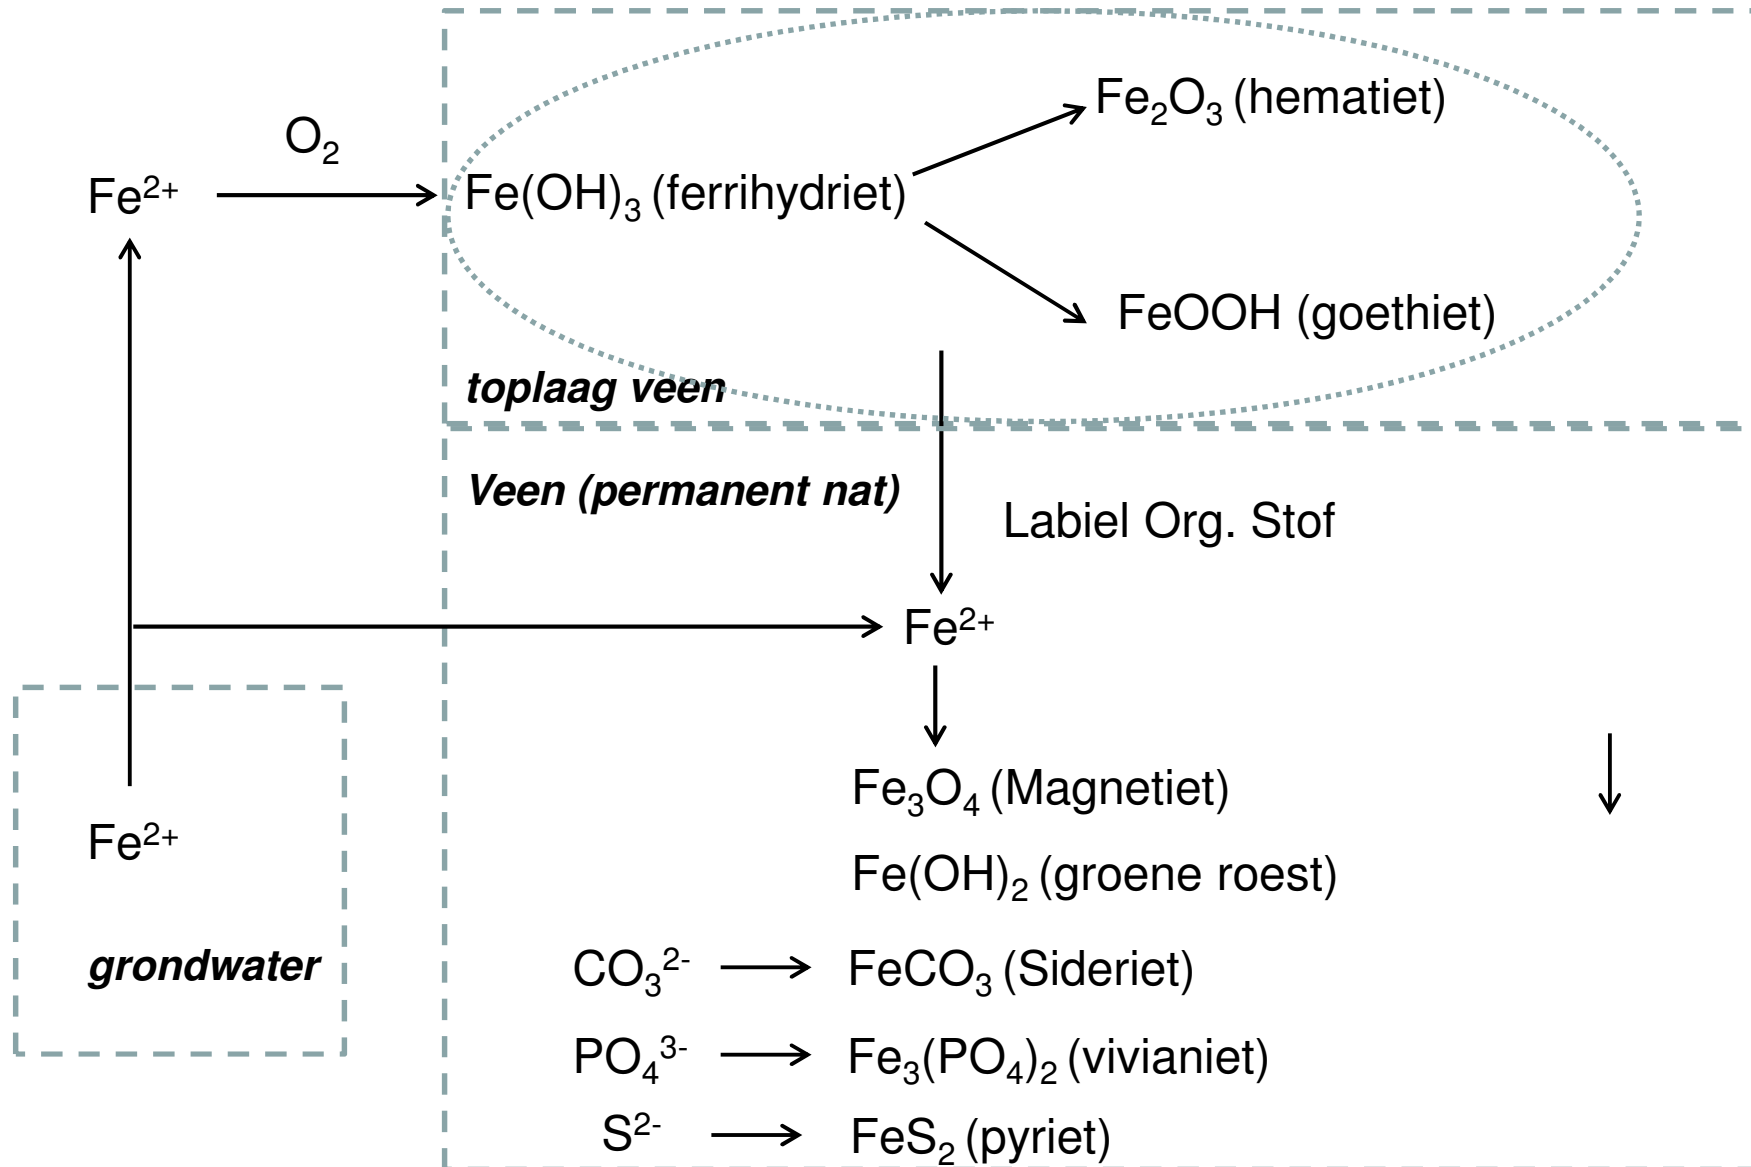 Fe₂O₃ (hematiet)
O₂
Fe²⁺
Fe(OH)₃ (ferrihydriet)
FeOOH (goethiet)
toplaag veen
Veen (permanent nat)
Labiel Org. Stof
Fe²⁺
Fe₃O₄ (Magnetiet)
Fe²⁺
Fe(OH)₂ (groene roest)
grondwater
CO₃²⁻ FeCO₃ (Sideriet)
PO₄³⁻ Fe₃(PO₄)₂ (vivianiet)
S²⁻ FeS₂ (pyriet)